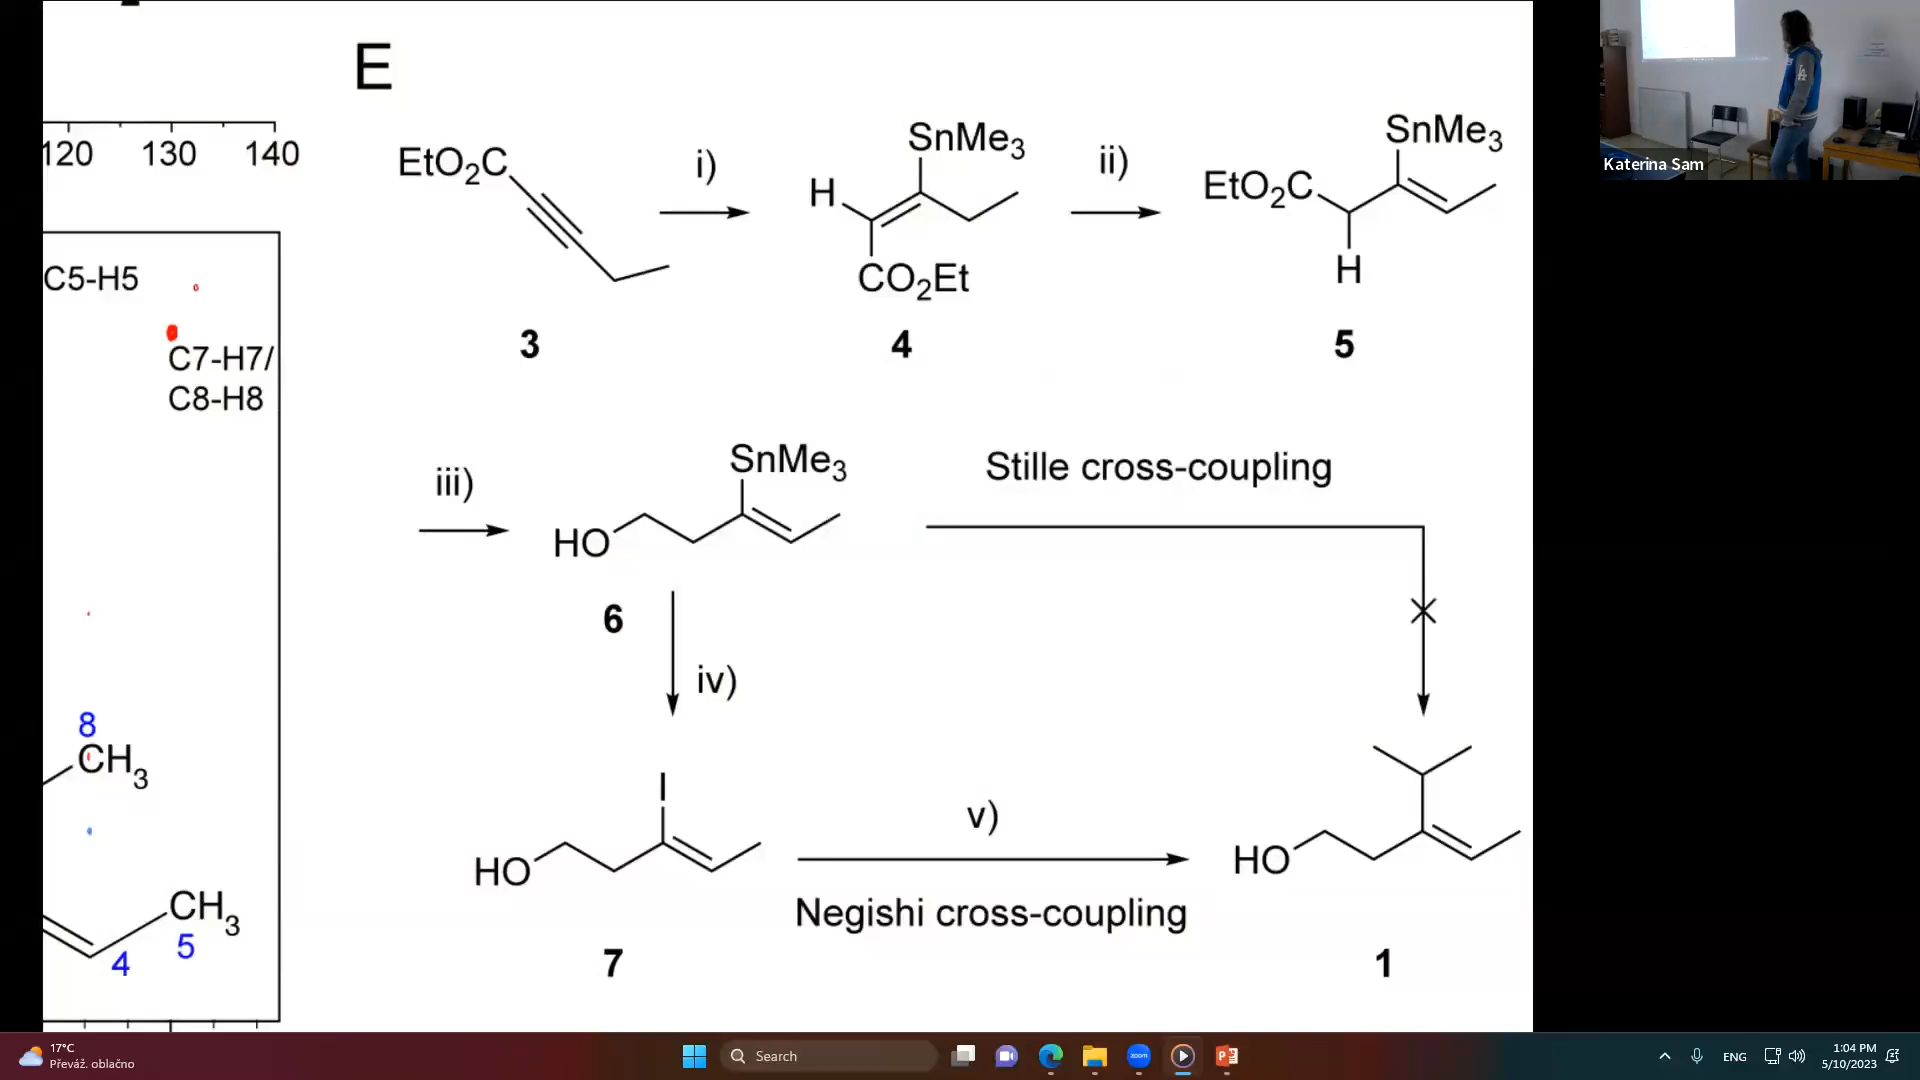 E
120 130 140
C5-H5
C7-H7/
C8-H8
8
CH3
CH3
5
4
EtO2C
3
i)
SnMe3
H
CO2Et
4
ii)
SnMe3
EtO2C
H
5
iii)
SnMe3
HO
6
Stille cross-coupling
iv)
I
HO
7
v)
Negishi cross-coupling
HO
1
Katerina Sam
17°C
Převáž. oblačno
Search
zoom
ENG
1:04 PM
5/10/2023